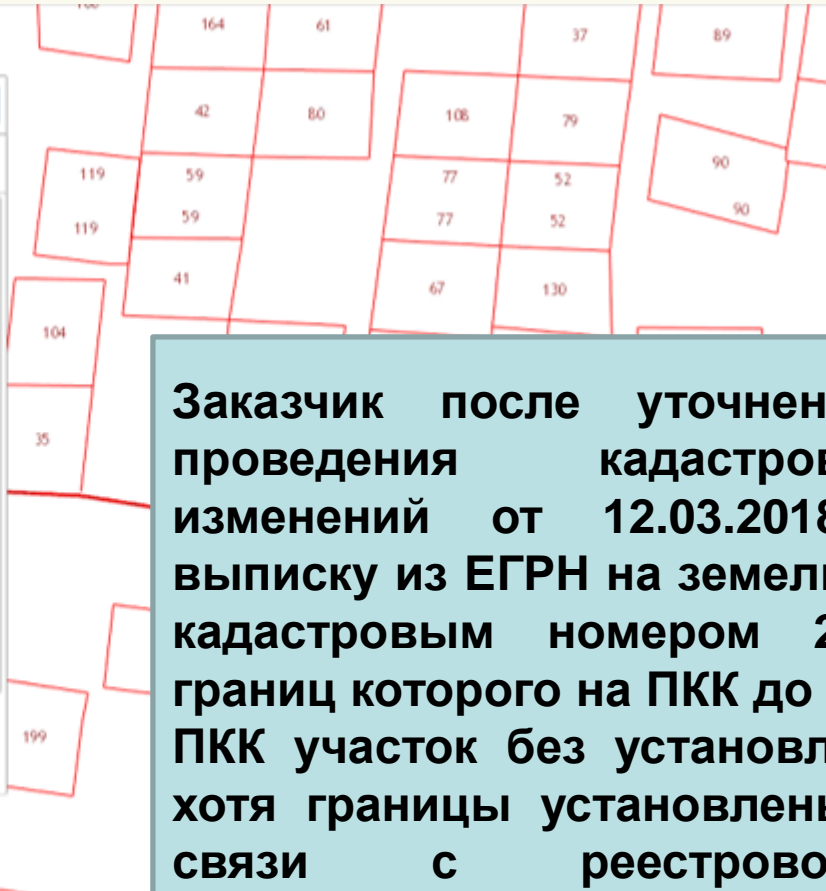 164 61 37 89
42 80 108 79
90
119 59 77 52
90
119 59 77 52
41 67 130
104
35
199
Заказчик после уточнен
проведения кадастров
изменений от 12.03.2018
выписку из ЕГРН на земель
кадастровым номером 2
границ которого на ПКК до
ПКК участок без установл
хотя границы установлены
связи с реестрово